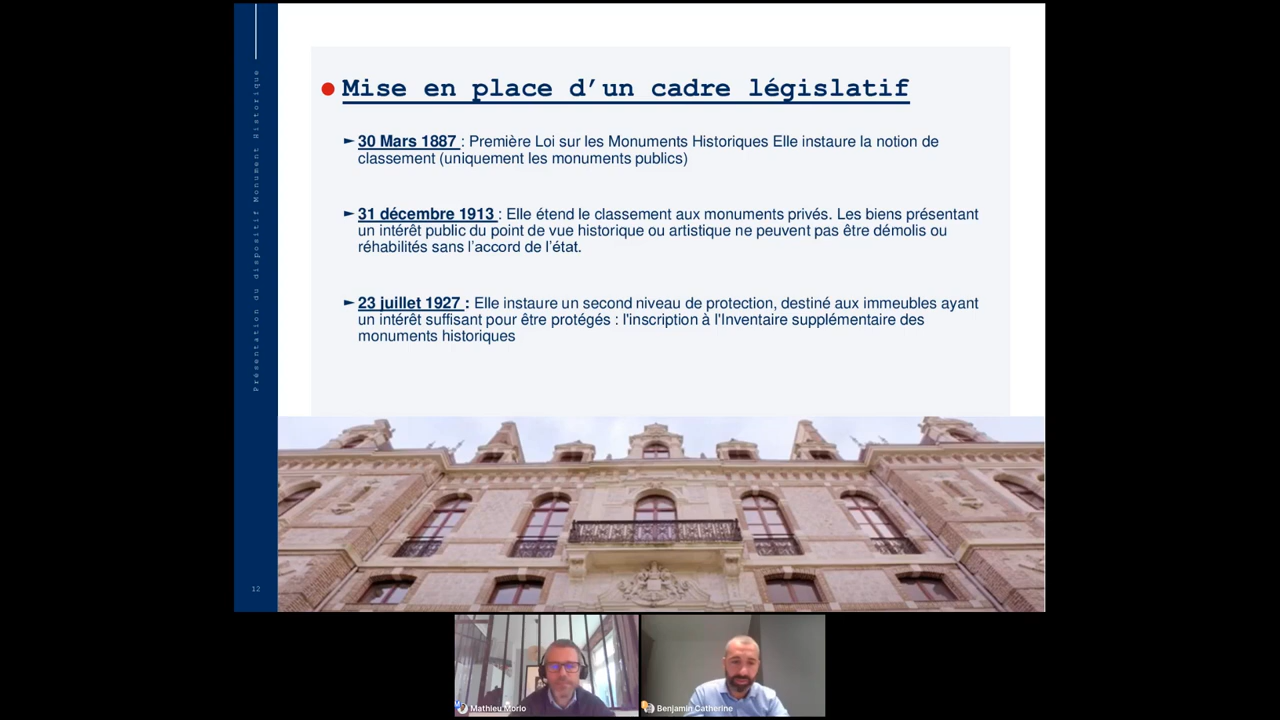 Présentation du dispositif Monument Historique
Mise en place d’un cadre législatif
►30 Mars 1887 : Première Loi sur les Monuments Historiques Elle instaure la notion de
classement (uniquement les monuments publics)
►31 décembre 1913 : Elle étend le classement aux monuments privés. Les biens présentant
un intérêt public du point de vue historique ou artistique ne peuvent pas être démolis ou
réhabilités sans l’accord de l’état.
►23 juillet 1927 : Elle instaure un second niveau de protection, destiné aux immeubles ayant
un intérêt suffisant pour être protégés : l'inscription à l'Inventaire supplémentaire des
monuments historiques
12
Mathieu Morio
Benjamin Catherine